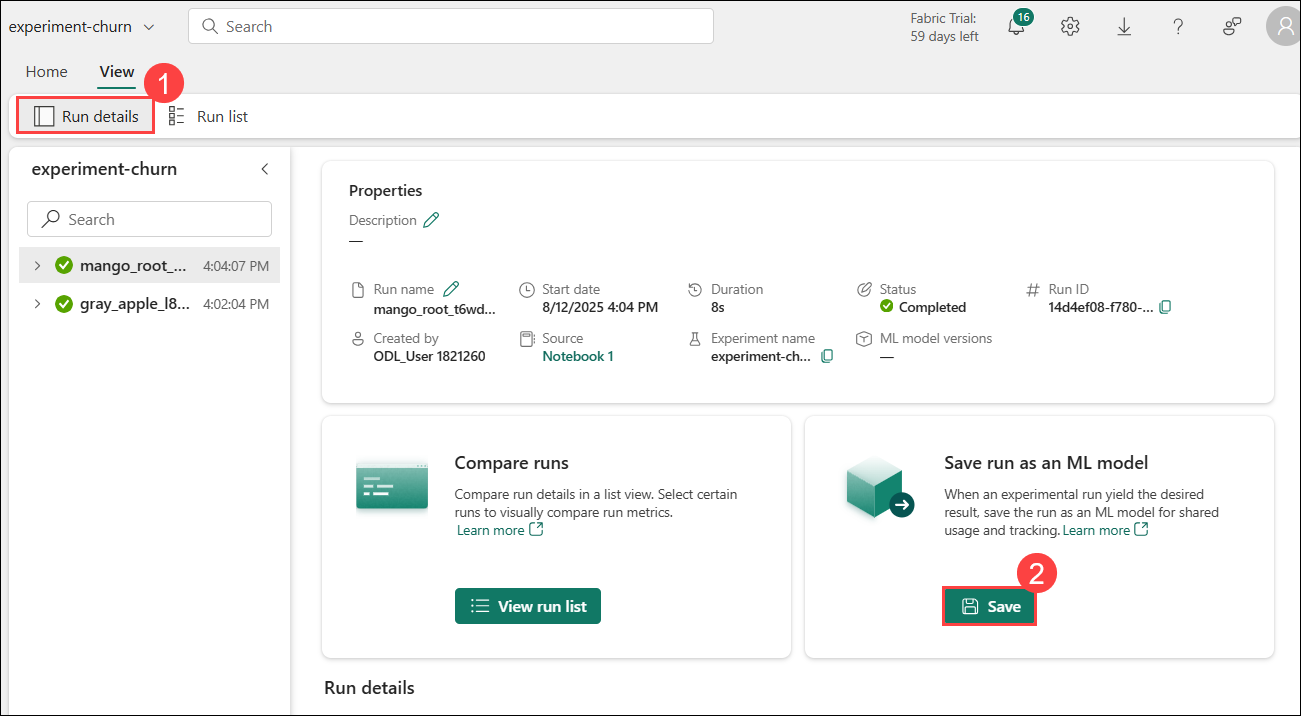 experiment-churn
Search
Fabric Trial:
59 days left
16
Home
View
1
Run details
Run list
experiment-churn
Search
mango_root_... 4:04:07 PM
gray_apple_l8... 4:02:04 PM
Properties
Description
—
Run name
mango_root_t6wd...
Start date
8/12/2025 4:04 PM
Duration
8s
Status
Completed
Run ID
14d4ef08-f780-...
Created by
ODL_User 1821260
Source
Notebook 1
Experiment name
experiment-ch...
ML model versions
—
Compare runs
Compare run details in a list view. Select certain
runs to visually compare run metrics.
Learn more
View run list
Save run as an ML model
When an experimental run yield the desired
result, save the run as an ML model for shared
usage and tracking. Learn more
2
Save
Run details